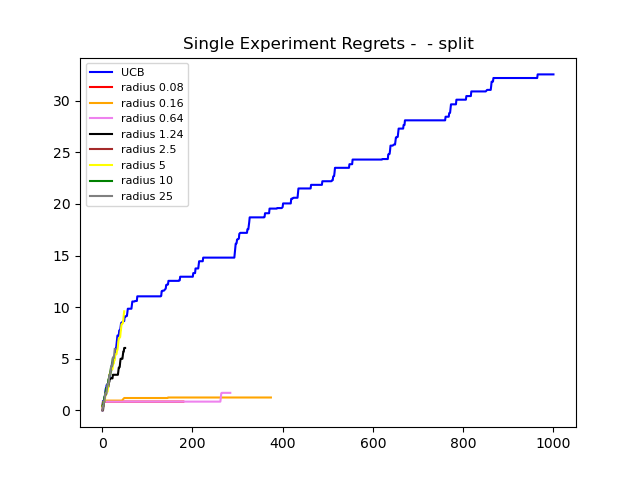 Single Experiment Regrets -  - split
UCB
radius 0.08
radius 0.16
radius 0.64
radius 1.24
radius 2.5
radius 5
radius 10
radius 25
30
25
20
15
10
5
0
0 200 400 600 800 1000